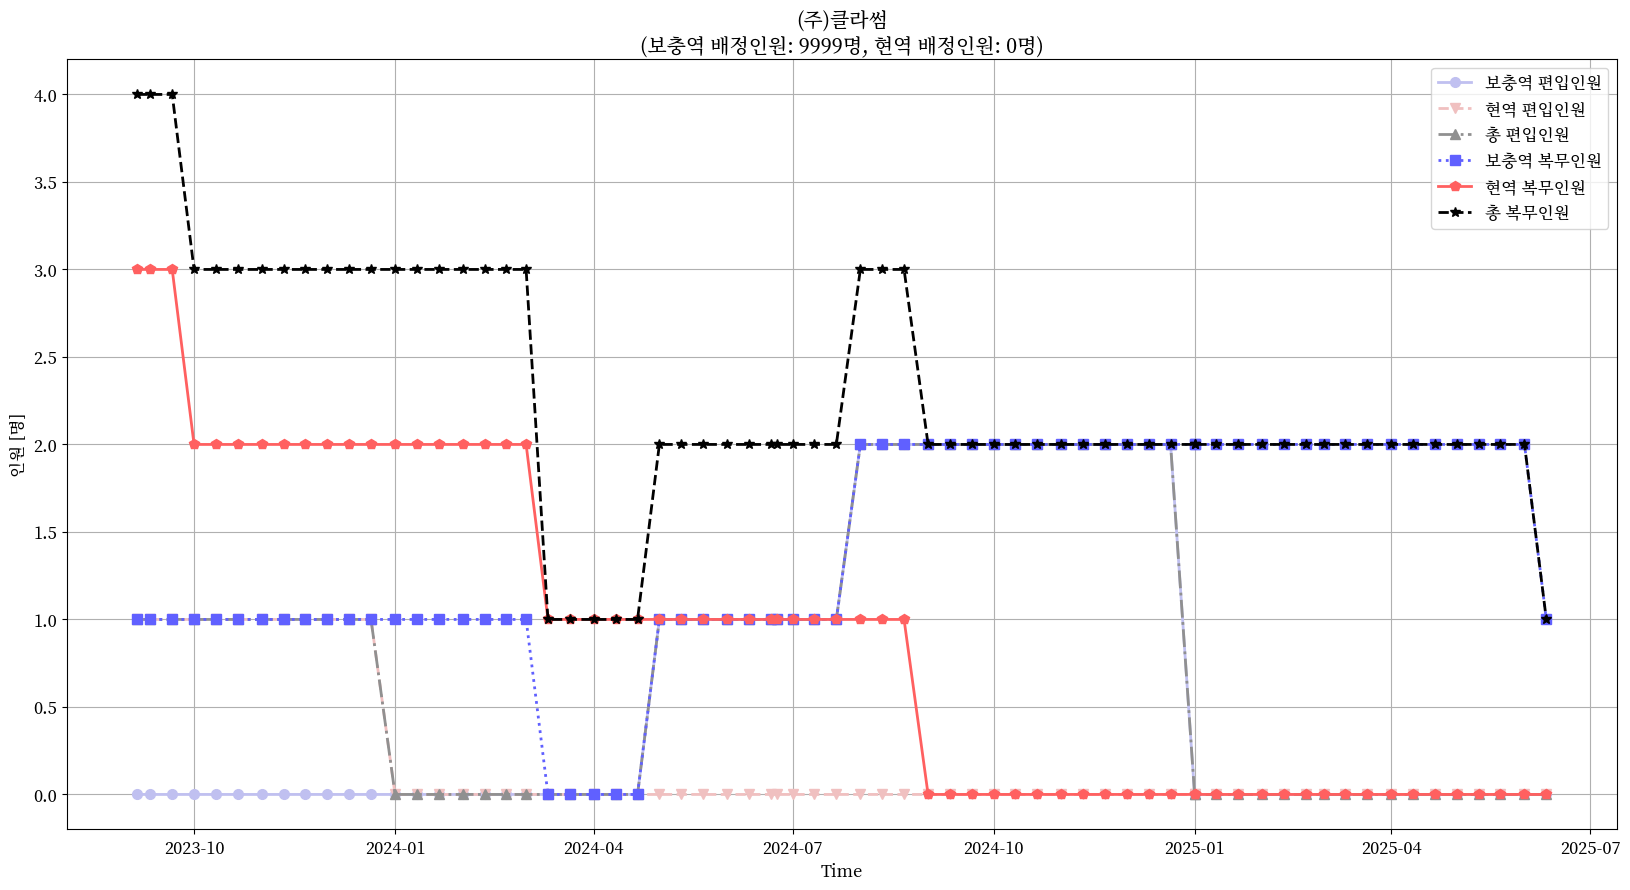 (주)클라썸
(보충역 배정인원: 9999명, 현역 배정인원: 0명)
보충역 편입인원
현역 편입인원
총 편입인원
보충역 복무인원
현역 복무인원
총 복무인원
인원 [명]
4.0
3.5
3.0
2.5
2.0
1.5
1.0
0.5
0.0
2023-10
2024-01
2024-04
2024-07
2024-10
2025-01
2025-04
2025-07
Time